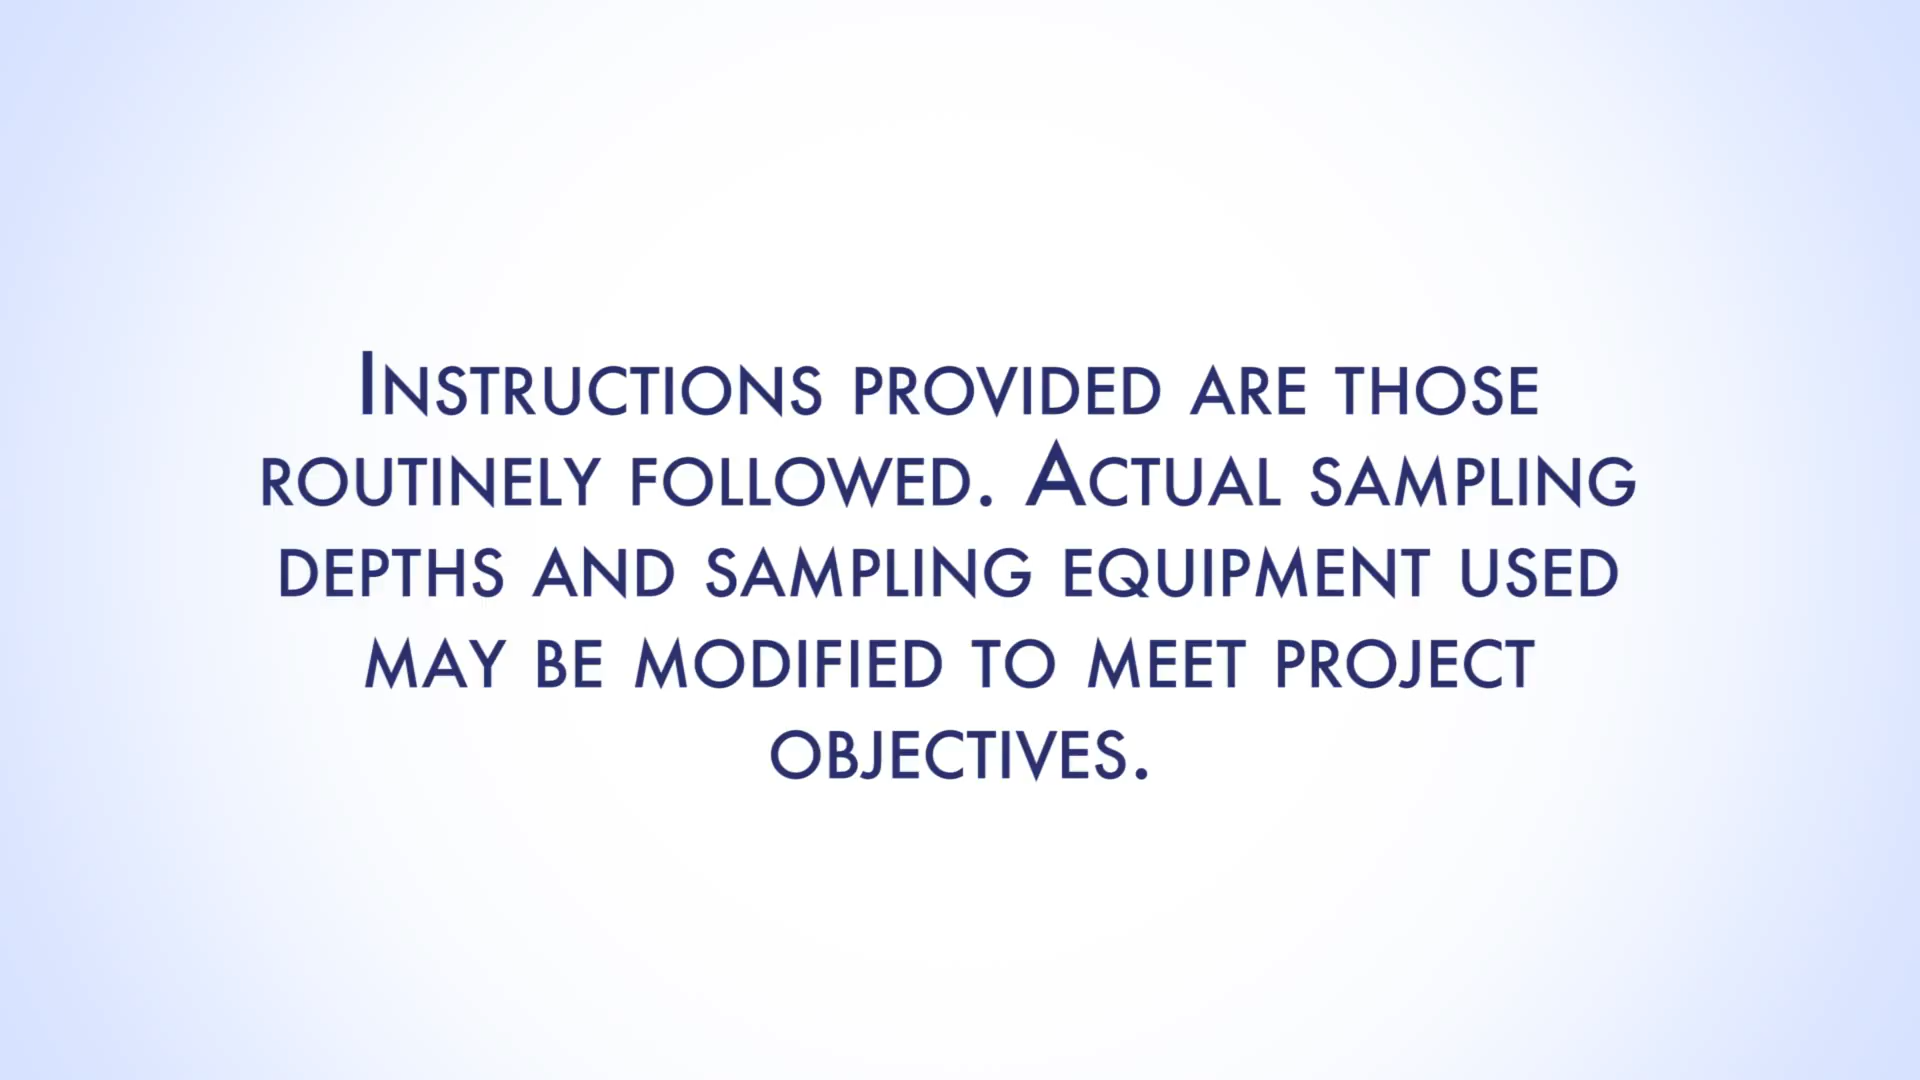 Instructions provided are those
routinely followed. Actual sampling
depths and sampling equipment used
may be modified to meet project
objectives.